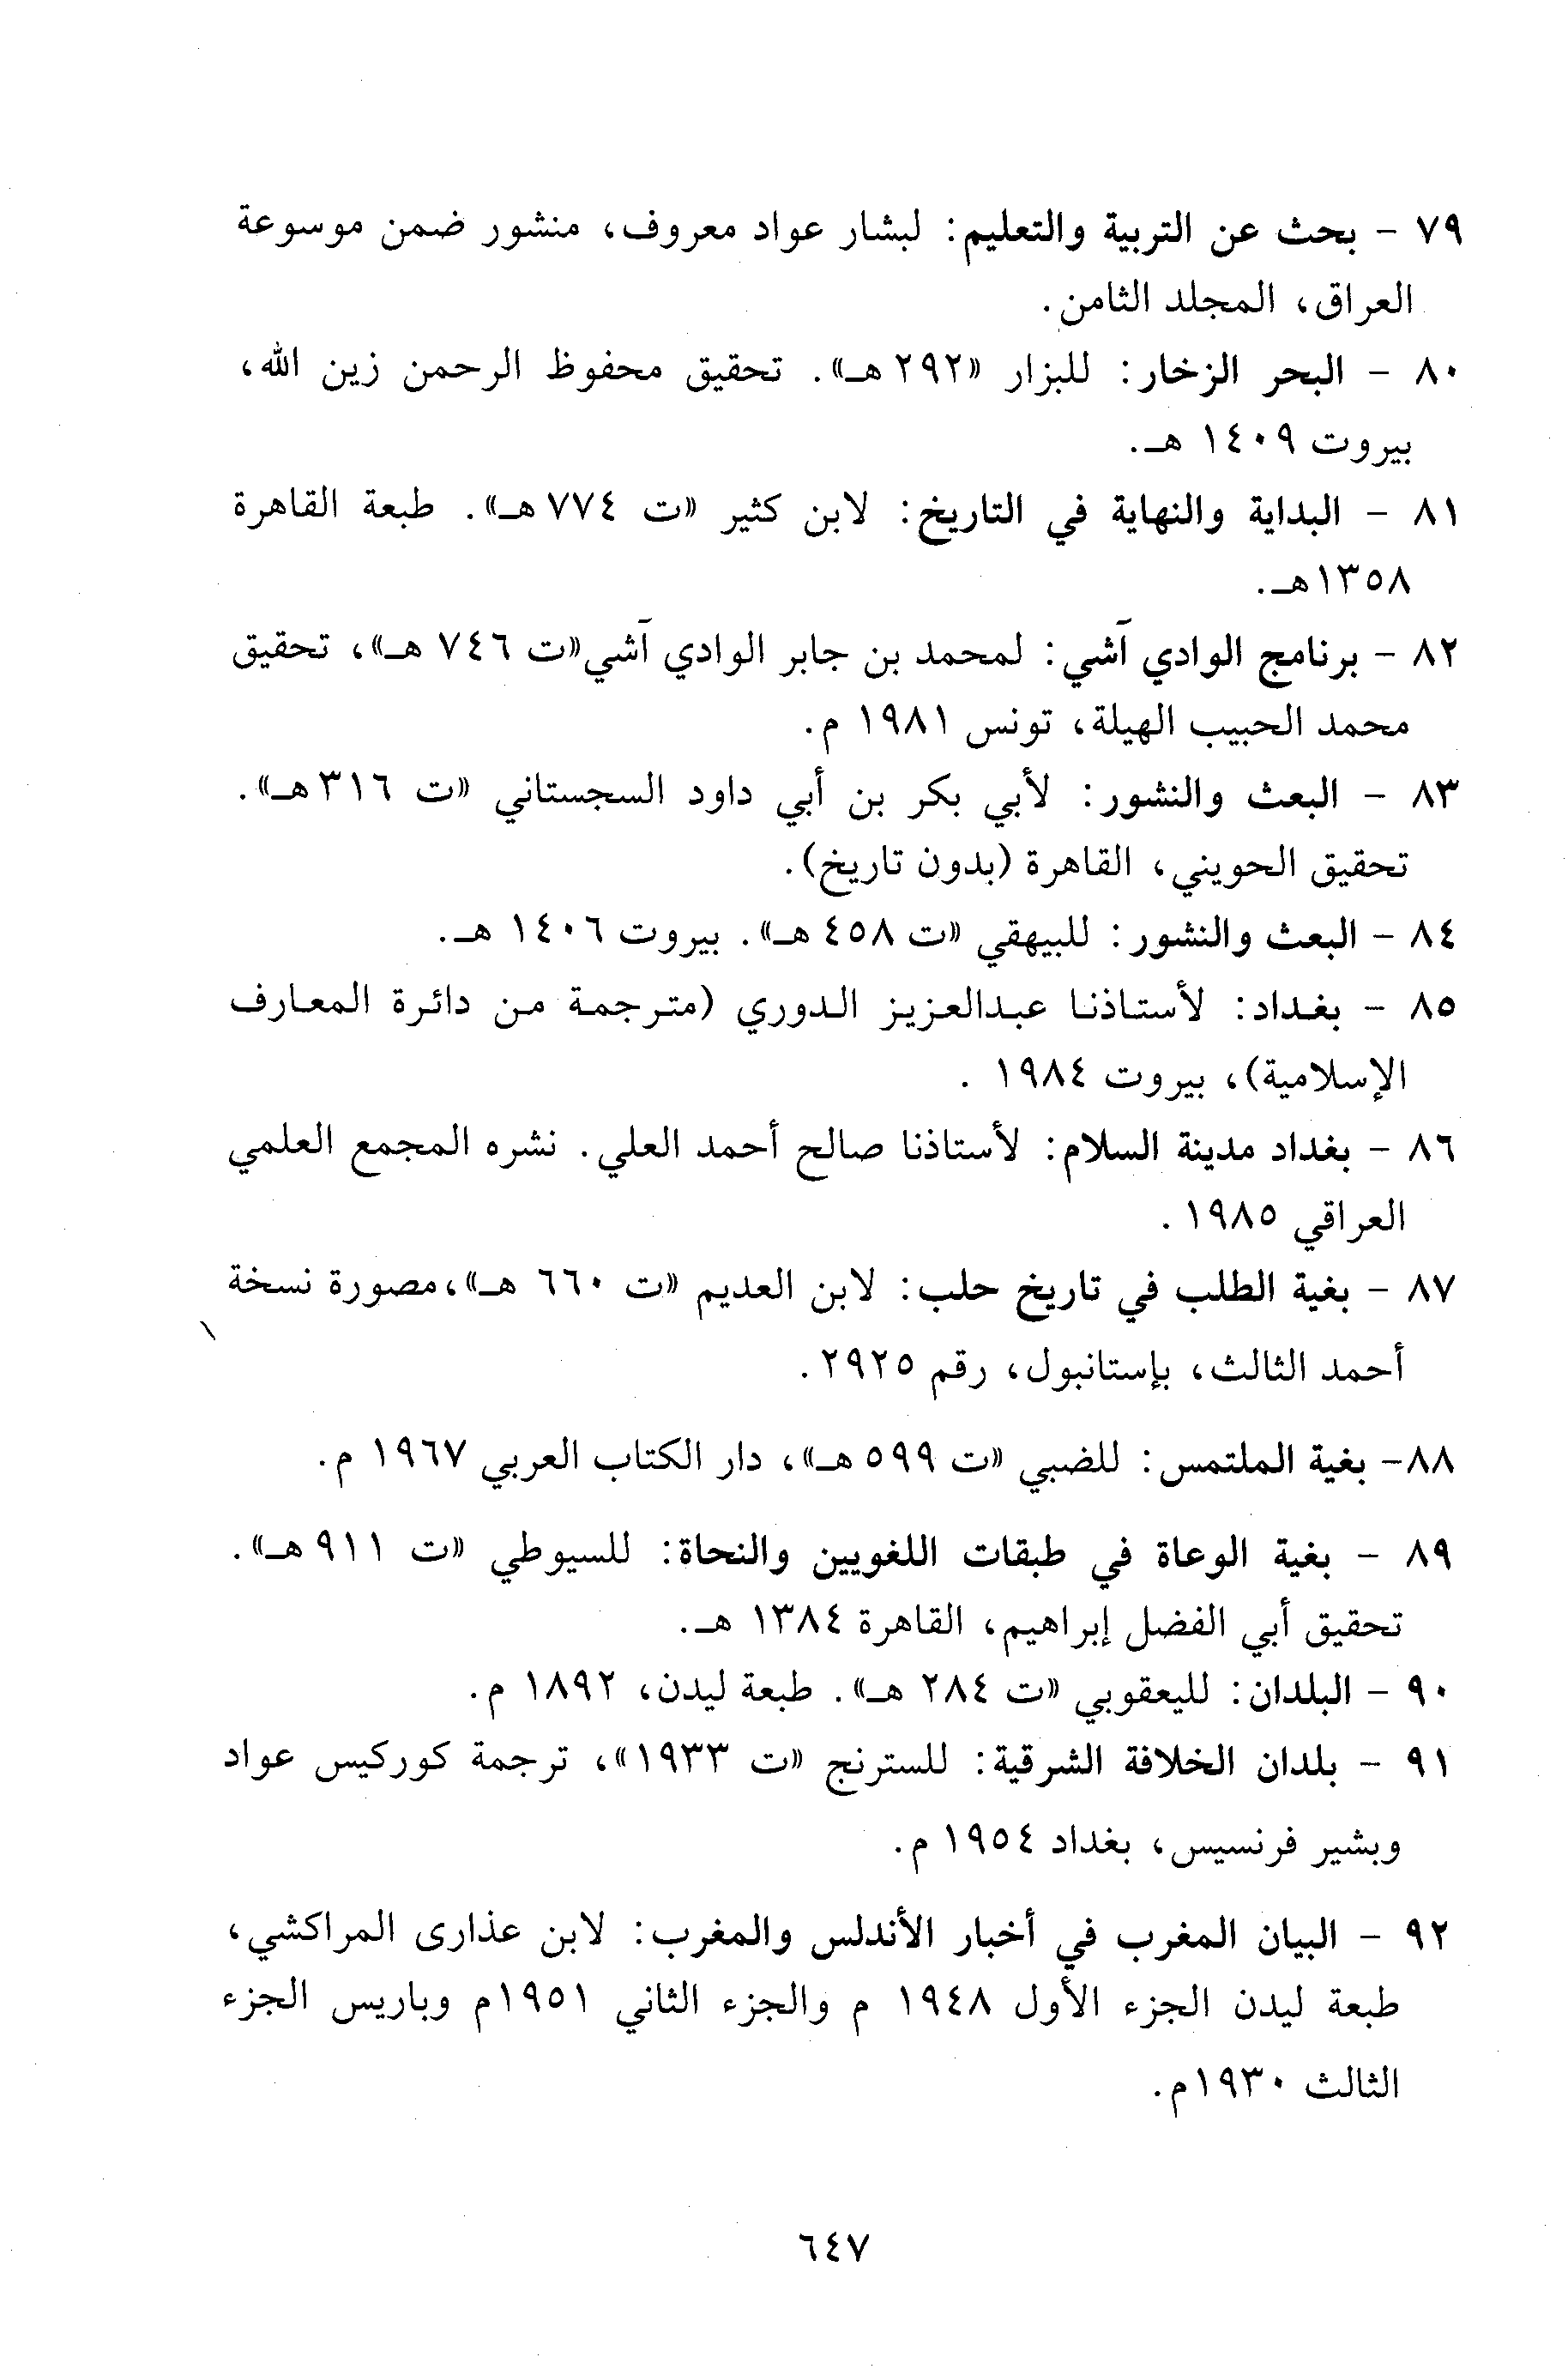 ٧٩ - بحث عن التربية والتعليم: لبشار عواد معروف، منشور ضمن موسوعة
العراق، المجلد الثامن.
٨٠ - البحر الزخار: للبزار «٢٩٢ هـ». تحقيق محفوظ الرحمن زين الله،
بيروت ١٤٠٩ هـ.
٨١ - البداية والنهاية في التاريخ: لابن كثير «ت ٧٧٤هـ». طبعة القاهرة
١٣٥٨هـ.
٨٢ - برنامج الوادي آشي: لمحمد بن جابر الوادي آشي«ت ٧٤٦ هـ»، تحقيق
محمد الحبيب الهيلة، تونس ١٩٨١ م.
٨٣ - البعث والنشور: لأبي بكر بن أبي داود السجستاني «ت ٣١٦هـ».
تحقيق الحويني، القاهرة (بدون تاريخ).
٨٤ - البعث والنشور: للبيهقي «ت ٤٥٨ هـ». بيروت ١٤٠٦ هـ.
٨٥ - بغداد: لأستاذنا عبدالعزيز الدوري (مترجمة من دائرة المعارف
الإسلامية)، بيروت ١٩٨٤ .
٨٦ - بغداد مدينة السلام: لأستاذنا صالح أحمد العلي. نشره المجمع العلمي
العراقي ١٩٨٥ .
٨٧ - بغية الطلب في تاريخ حلب: لابن العديم «ت ٦٦٠ هـ»،مصورة نسخة
أحمد الثالث، بإستانبول، رقم ٢٩٢٥.
٨٨- بغية الملتمس: للضبي «ت ٥٩٩ هـ»، دار الكتاب العربي ١٩٦٧ م.
٨٩ - بغية الوعاة في طبقات اللغويين والنحاة: للسيوطي «ت ٩١١هـ».
تحقيق أبي الفضل إبراهيم، القاهرة ١٣٨٤ هـ.
٩٠ - البلدان: لليعقوبي «ت ٢٨٤ هـ». طبعة ليدن، ١٨٩٢ م.
٩١ - بلدان الخلافة الشرقية: للسترنج «ت ١٩٣٣»، ترجمة كوركيس عواد
وبشير فرنسيس، بغداد ١٩٥٤ م.
٩٢ - البيان المغرب في أخبار الأندلس والمغرب: لابن عذارى المراكشي،
طبعة ليدن الجزء الأول ١٩٤٨ م والجزء الثاني ١٩٥١م وباريس الجزء
الثالث ١٩٣٠م.
٦٤٧